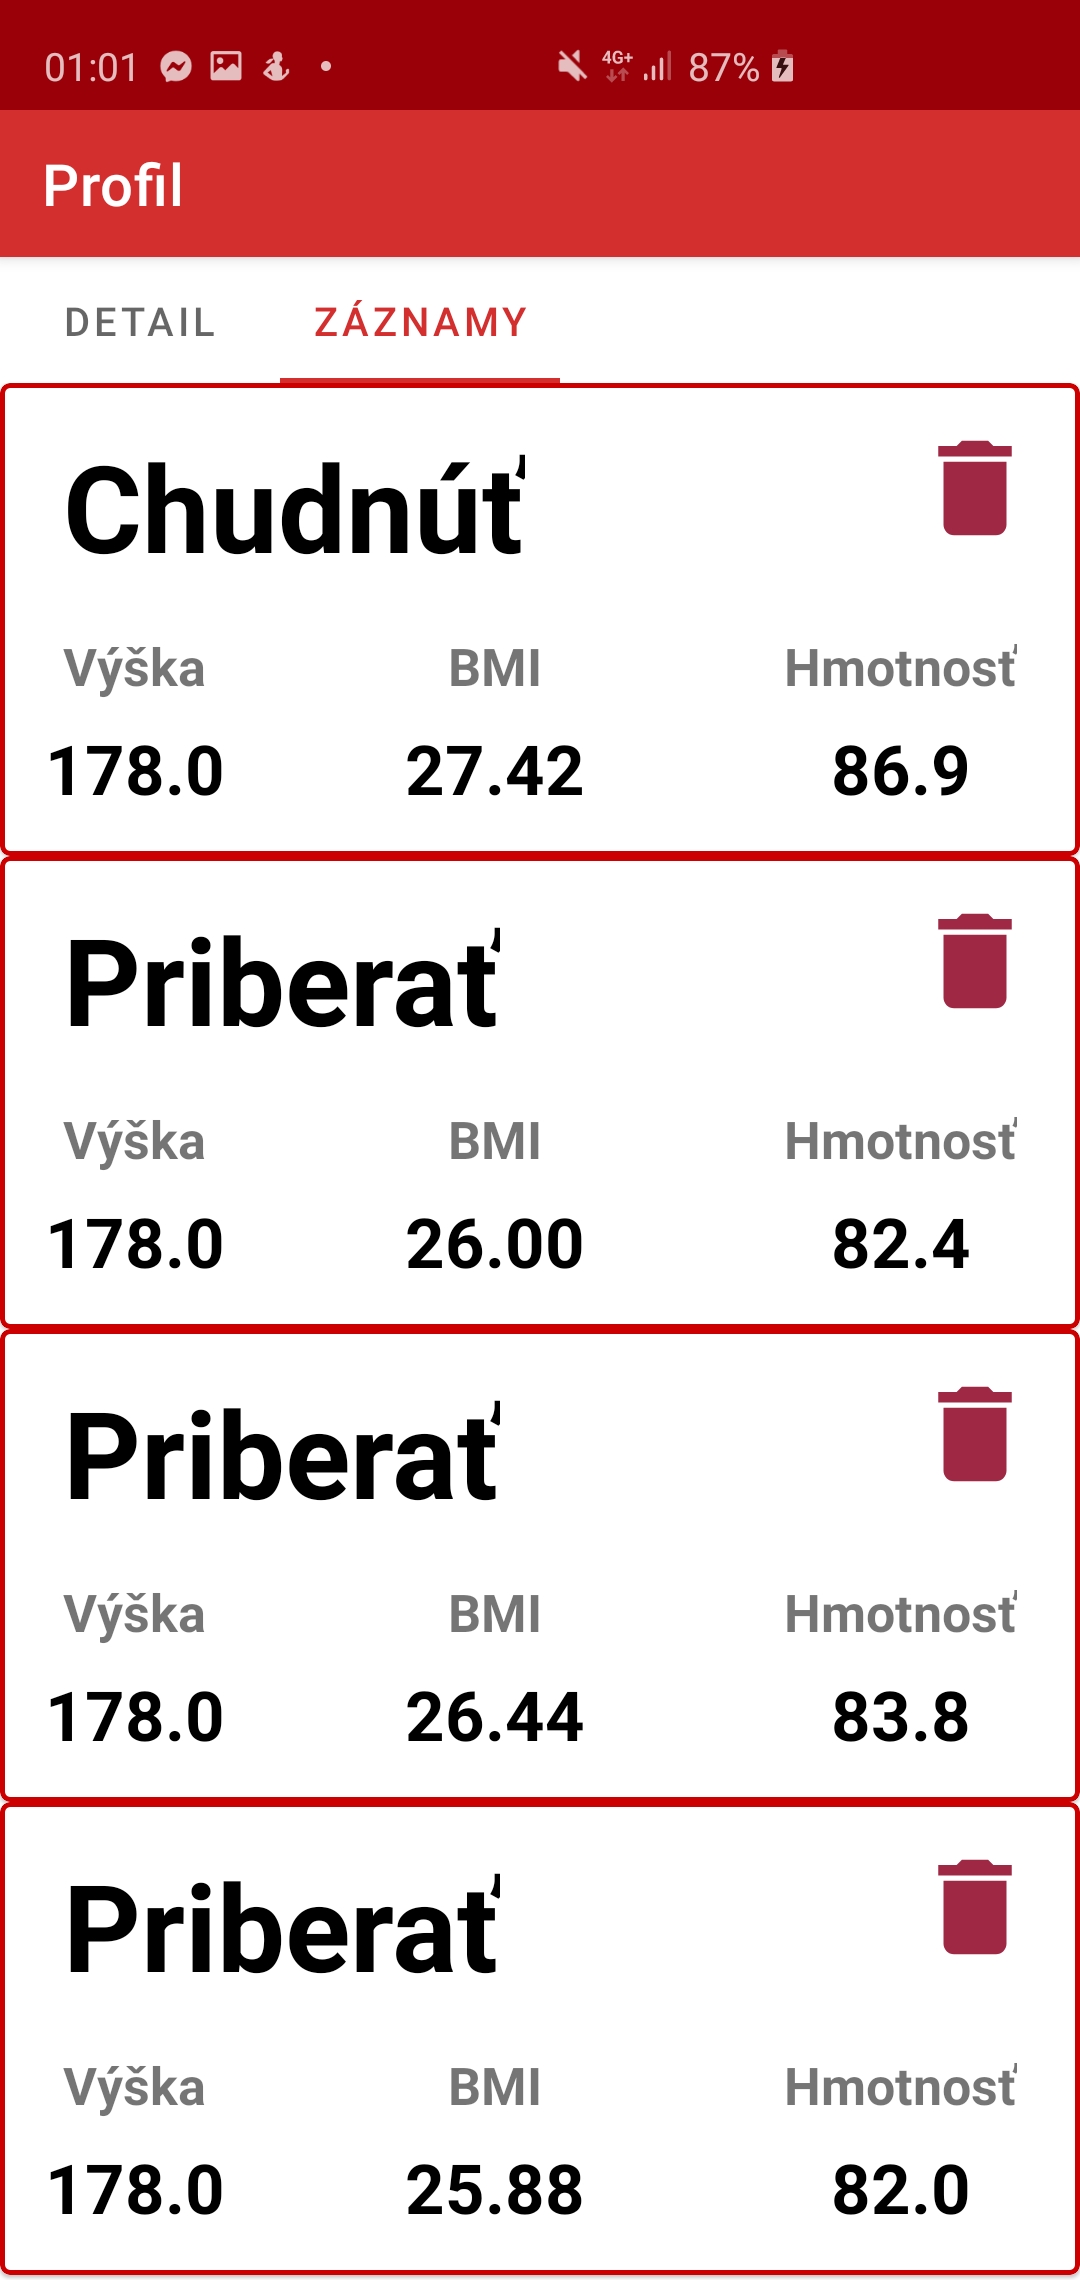 01:01 4G+ 87%
Profil
DETAIL ZÁZNAMY
Chudnúť
Výška BMI Hmotnosť
178.0 27.42 86.9
Priberať
Výška BMI Hmotnosť
178.0 26.00 82.4
Priberať
Výška BMI Hmotnosť
178.0 26.44 83.8
Priberať
Výška BMI Hmotnosť
178.0 25.88 82.0